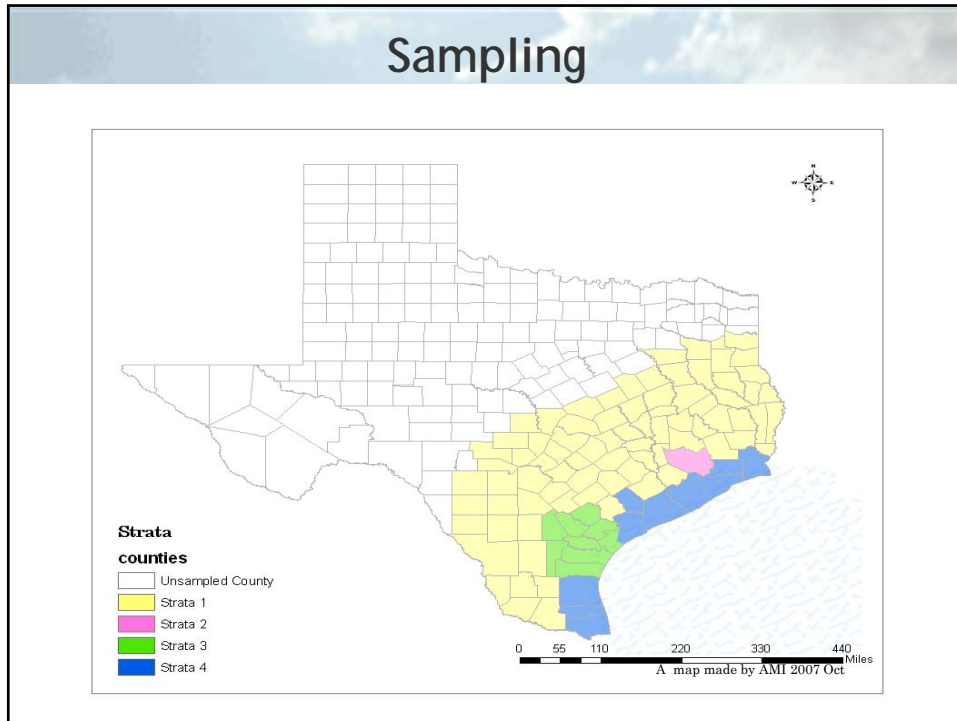 Sampling
N
W E
S
Strata
counties
Unsampled County
Strata 1
Strata 2
Strata 3
Strata 4
0 55 110 220 330 440
Miles
A map made by AMI 2007 Oct